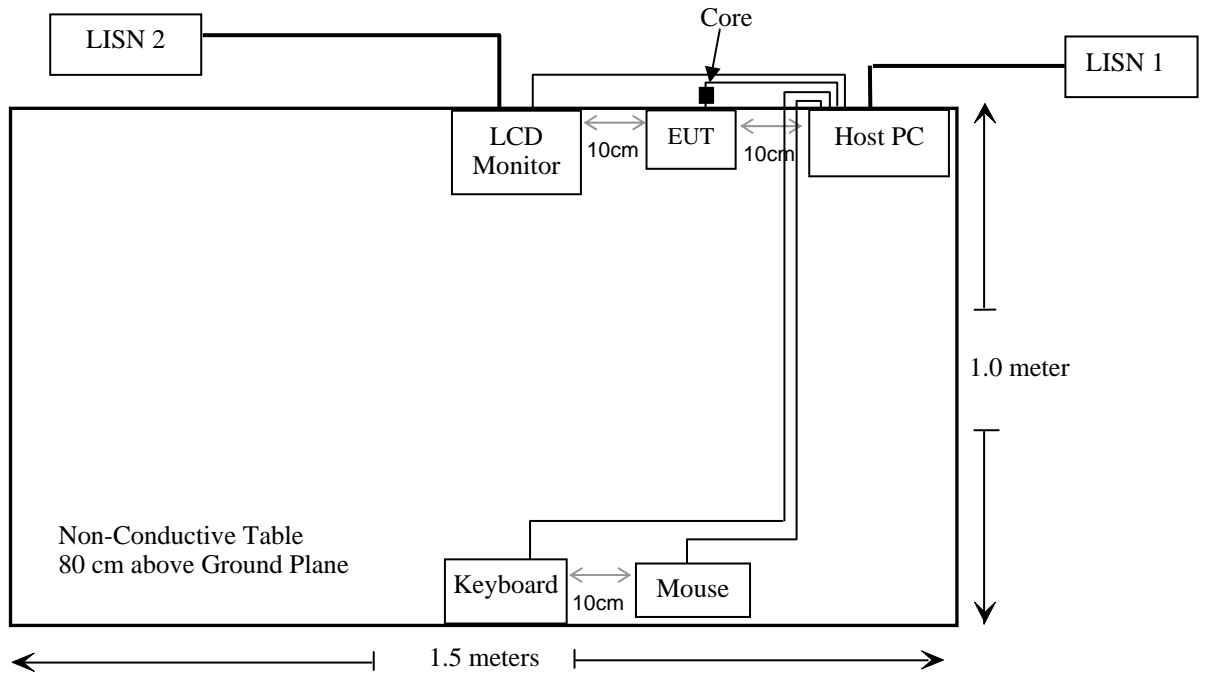 Core
LISN 2
LISN 1
LCD
Monitor
10cm
EUT
10cm
Host PC
1.0 meter
Non-Conductive Table
80 cm above Ground Plane
Keyboard
10cm
Mouse
1.5 meters